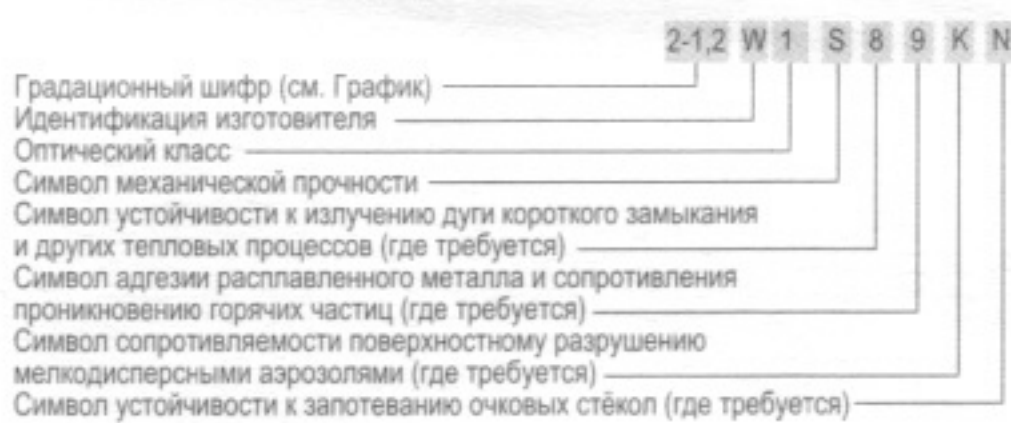 2-1,2 W 1 S 8 9 K N
Градационный шифр (см. График)
Идентификация изготовителя
Оптический класс
Символ механической прочности
Символ устойчивости к излучению дуги короткого замыкания
и других тепловых процессов (где требуется)
Символ адгезии расплавленного металла и сопротивления
проникновению горячих частиц (где требуется)
Символ сопротивляемости поверхностному разрушению
мелкодисперсными аэрозолями (где требуется)
Символ устойчивости к запотеванию очковых стёкол (где требуется)